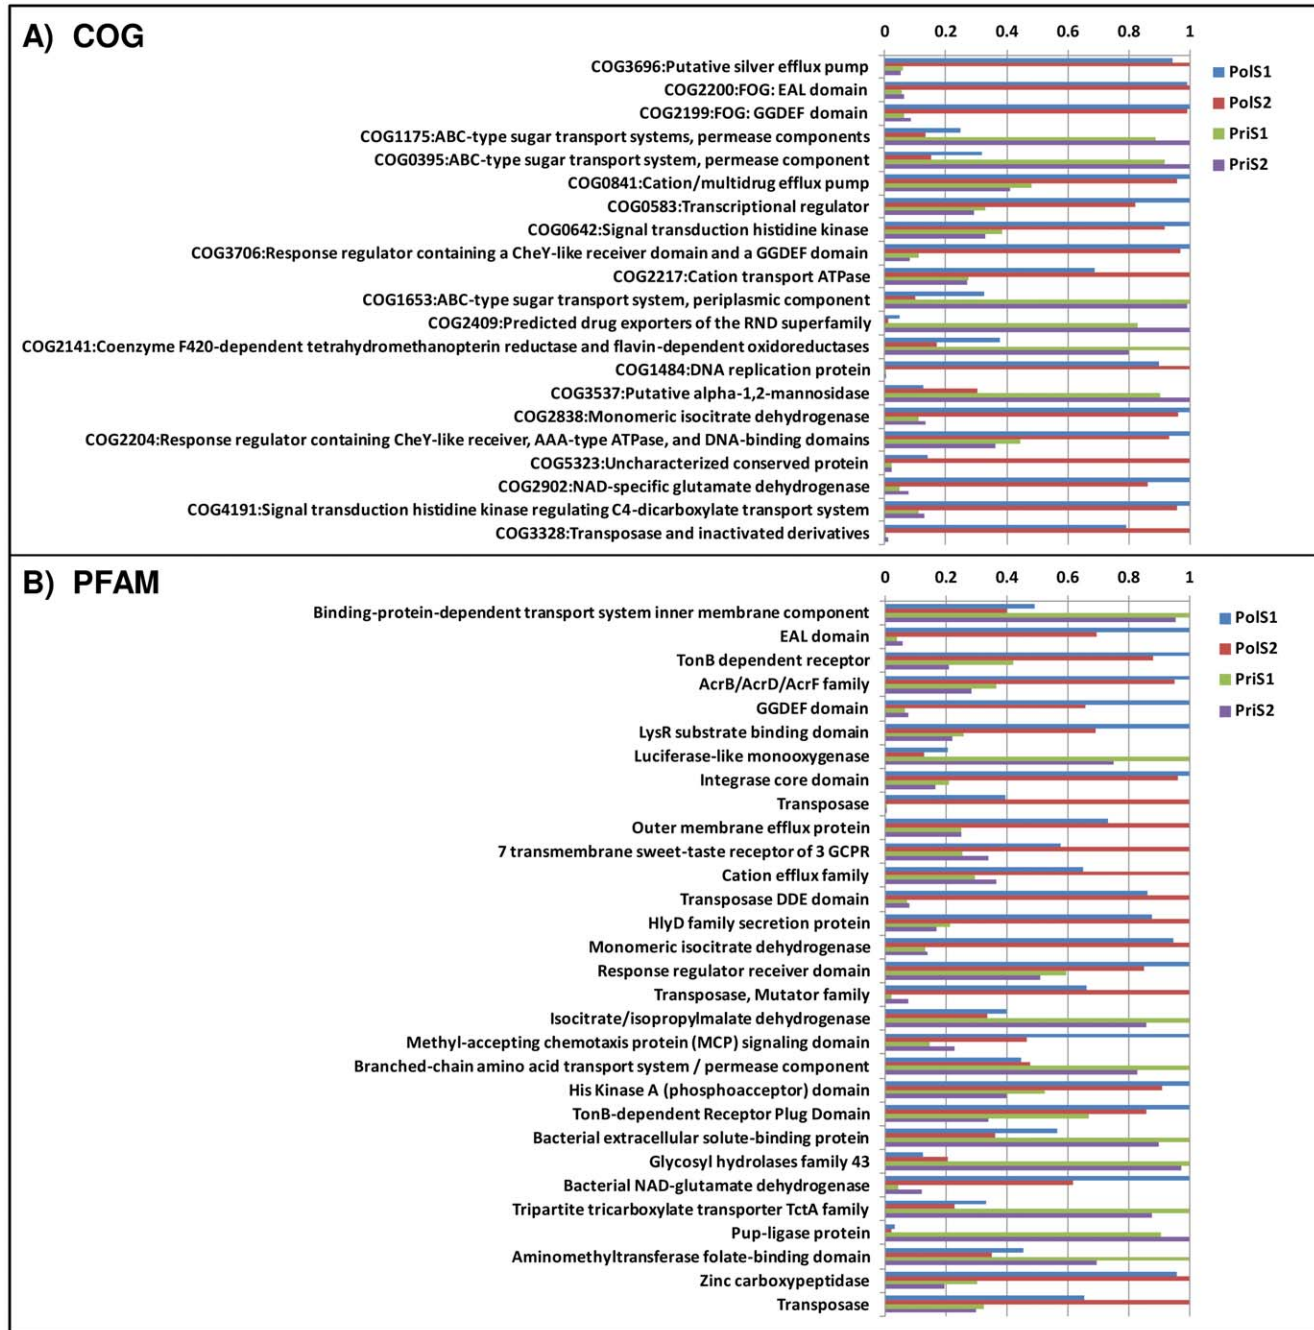 A) COG
0 0.2 0.4 0.6 0.8 1
COG3696:Putative silver efflux pump
COG2200:FOG: EAL domain
COG2199:FOG: GGDEF domain
COG1175:ABC-type sugar transport systems, permease components
COG0395:ABC-type sugar transport system, permease component
COG0841:Cation/multidrug efflux pump
COG0583:Transcriptional regulator
COG0642:Signal transduction histidine kinase
COG3706:Response regulator containing a CheY-like receiver domain and a GGDEF domain
COG2217:Cation transport ATPase
COG1653:ABC-type sugar transport system, periplasmic component
COG2409:Predicted drug exporters of the RND superfamily
COG2141:Coenzyme F420-dependent tetrahydromethanopterin reductase and flavin-dependent oxidoreductases
COG1484:DNA replication protein
COG3537:Putative alpha-1,2-mannosidase
COG2838:Monomeric isocitrate dehydrogenase
COG2204:Response regulator containing CheY-like receiver, AAA-type ATPase, and DNA-binding domains
COG5323:Uncharacterized conserved protein
COG2902:NAD-specific glutamate dehydrogenase
COG4191:Signal transduction histidine kinase regulating C4-dicarboxylate transport system
COG3328:Transposase and inactivated derivatives
PolS1
PolS2
PriS1
PriS2
B) PFAM
0 0.2 0.4 0.6 0.8 1
Binding-protein-dependent transport system inner membrane component
EAL domain
TonB dependent receptor
AcrB/AcrD/AcrF family
GGDEF domain
LysR substrate binding domain
Luciferase-like monooxygenase
Integrase core domain
Transposase
Outer membrane efflux protein
7 transmembrane sweet-taste receptor of 3 GCPR
Cation efflux family
Transposase DDE domain
HlyD family secretion protein
Monomeric isocitrate dehydrogenase
Response regulator receiver domain
Transposase, Mutator family
Isocitrate/isopropylmalate dehydrogenase
Methyl-accepting chemotaxis protein (MCP) signaling domain
Branched-chain amino acid transport system / permease component
His Kinase A (phosphoacceptor) domain
TonB-dependent Receptor Plug Domain
Bacterial extracellular solute-binding protein
Glycosyl hydrolases family 43
Bacterial NAD-glutamate dehydrogenase
Tripartite tricarboxylate transporter TctA family
Pup-ligase protein
Aminomethyltransferase folate-binding domain
Zinc carboxypeptidase
Transposase
PolS1
PolS2
PriS1
PriS2